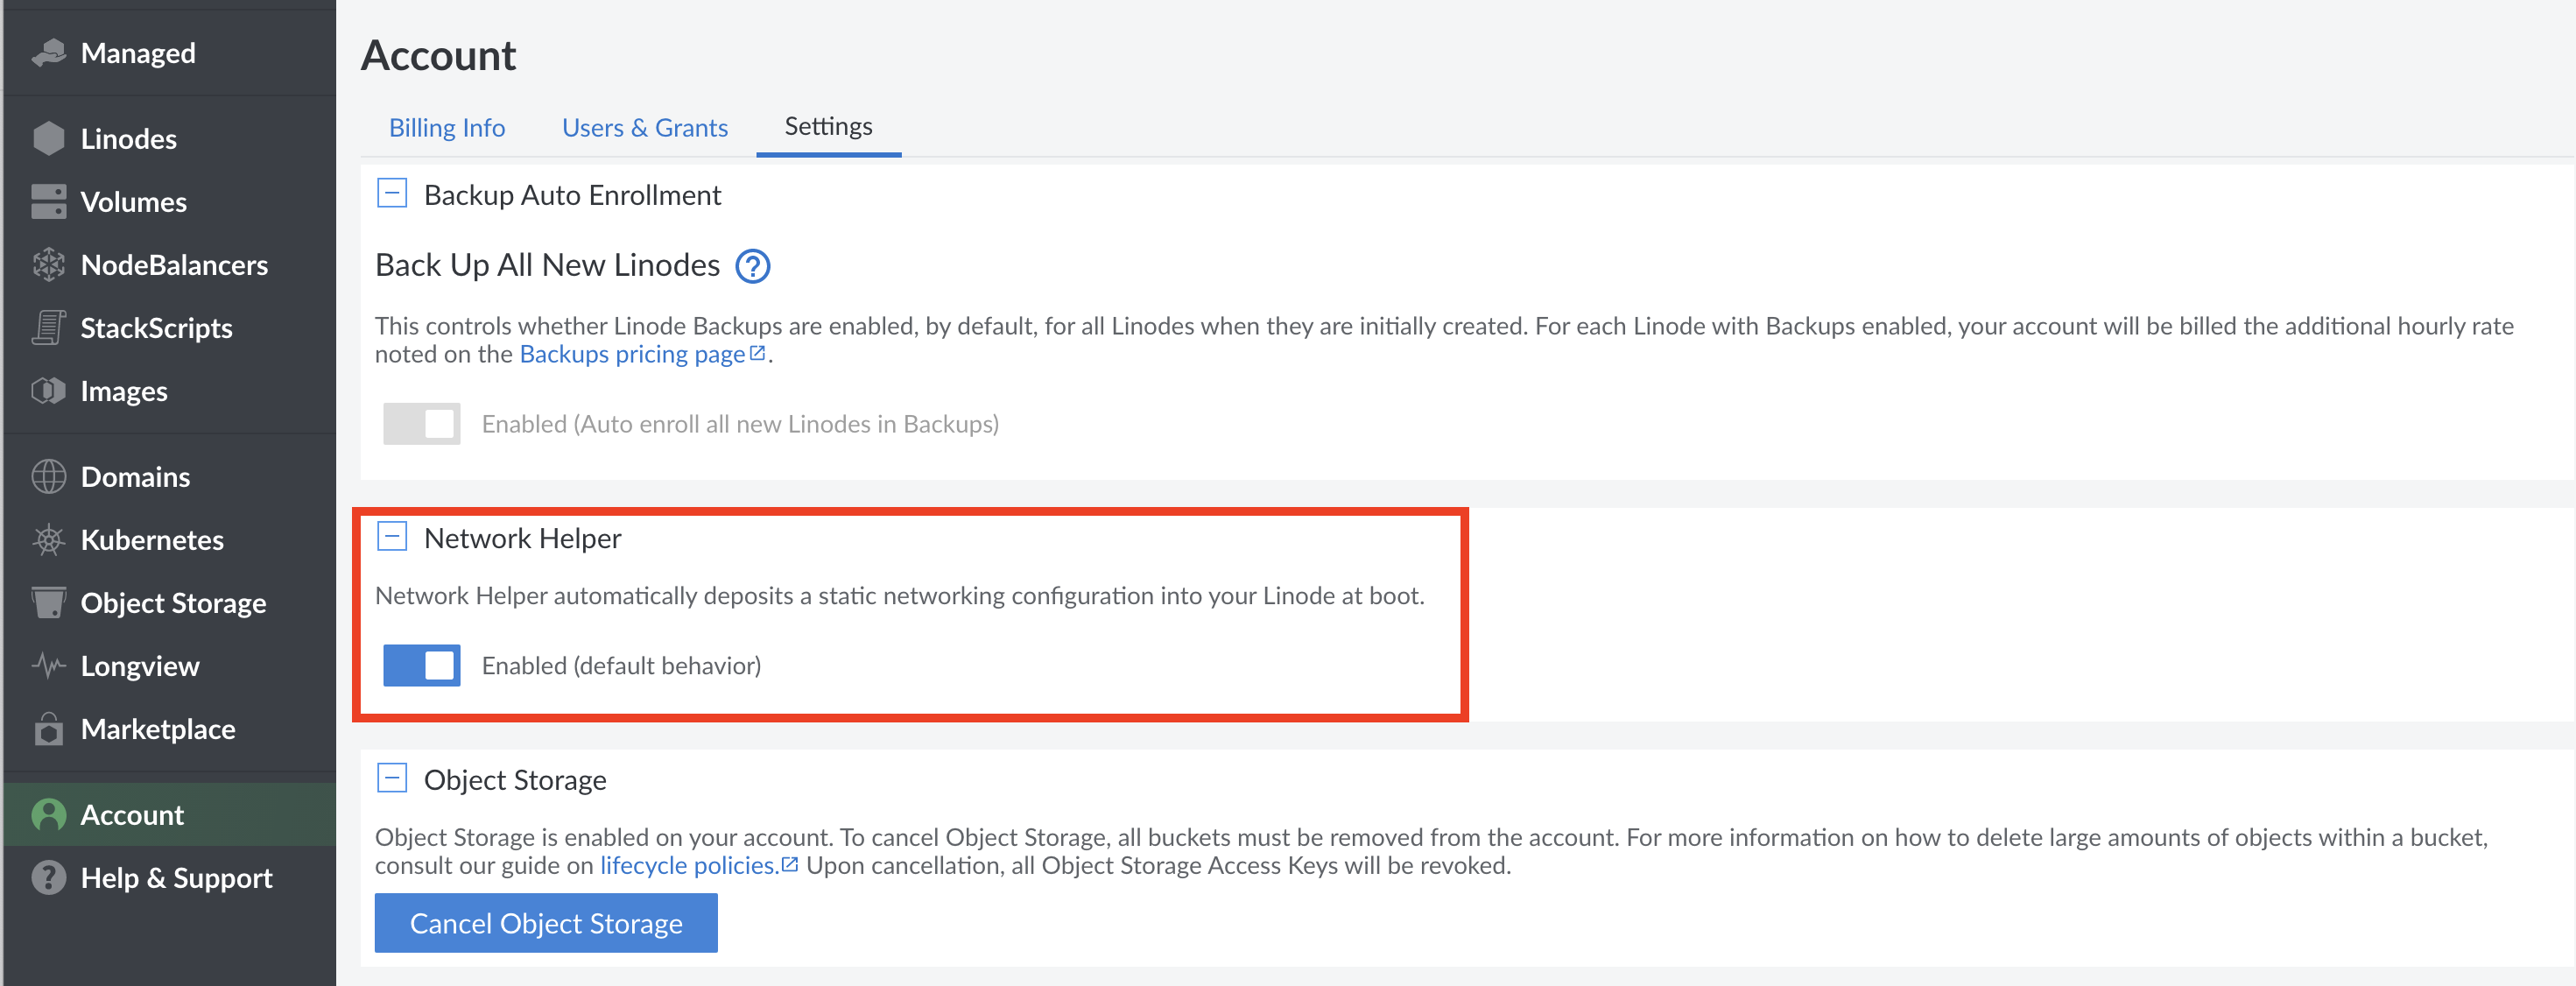 Managed
Linodes
Volumes
NodeBalancers
StackScripts
Images
Domains
Kubernetes
Object Storage
Longview
Marketplace
Account
Help & Support
Account
Billing Info
Users & Grants
Settings
Backup Auto Enrollment
Back Up All New Linodes
This controls whether Linode Backups are enabled, by default, for all Linodes when they are initially created. For each Linode with Backups enabled, your account will be billed the additional hourly rate
noted on the Backups pricing page.
Enabled (Auto enroll all new Linodes in Backups)
Network Helper
Network Helper automatically deposits a static networking configuration into your Linode at boot.
Enabled (default behavior)
Object Storage
Object Storage is enabled on your account. To cancel Object Storage, all buckets must be removed from the account. For more information on how to delete large amounts of objects within a bucket,
consult our guide on lifecycle policies. Upon cancellation, all Object Storage Access Keys will be revoked.
Cancel Object Storage